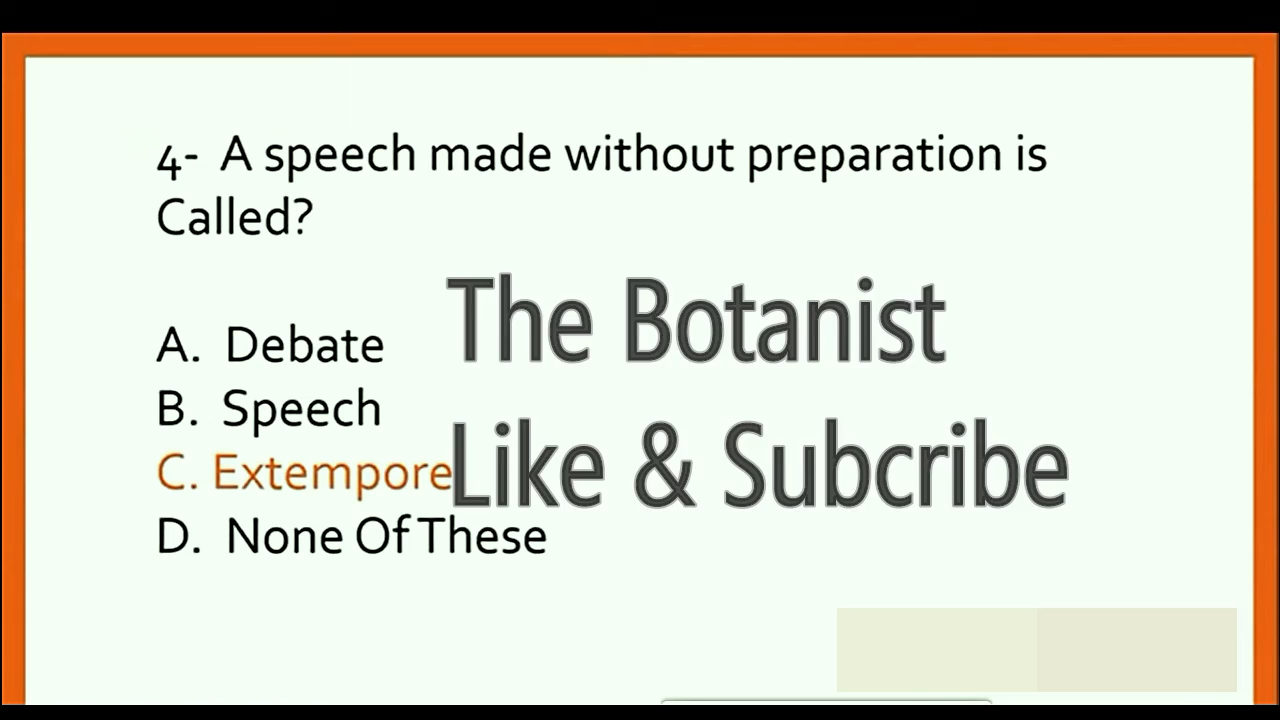 4- A speech made without preparation is
Called?
The Botanist
A. Debate
B. Speech
Like & Subcribe
C. Extempore
D. None Of These